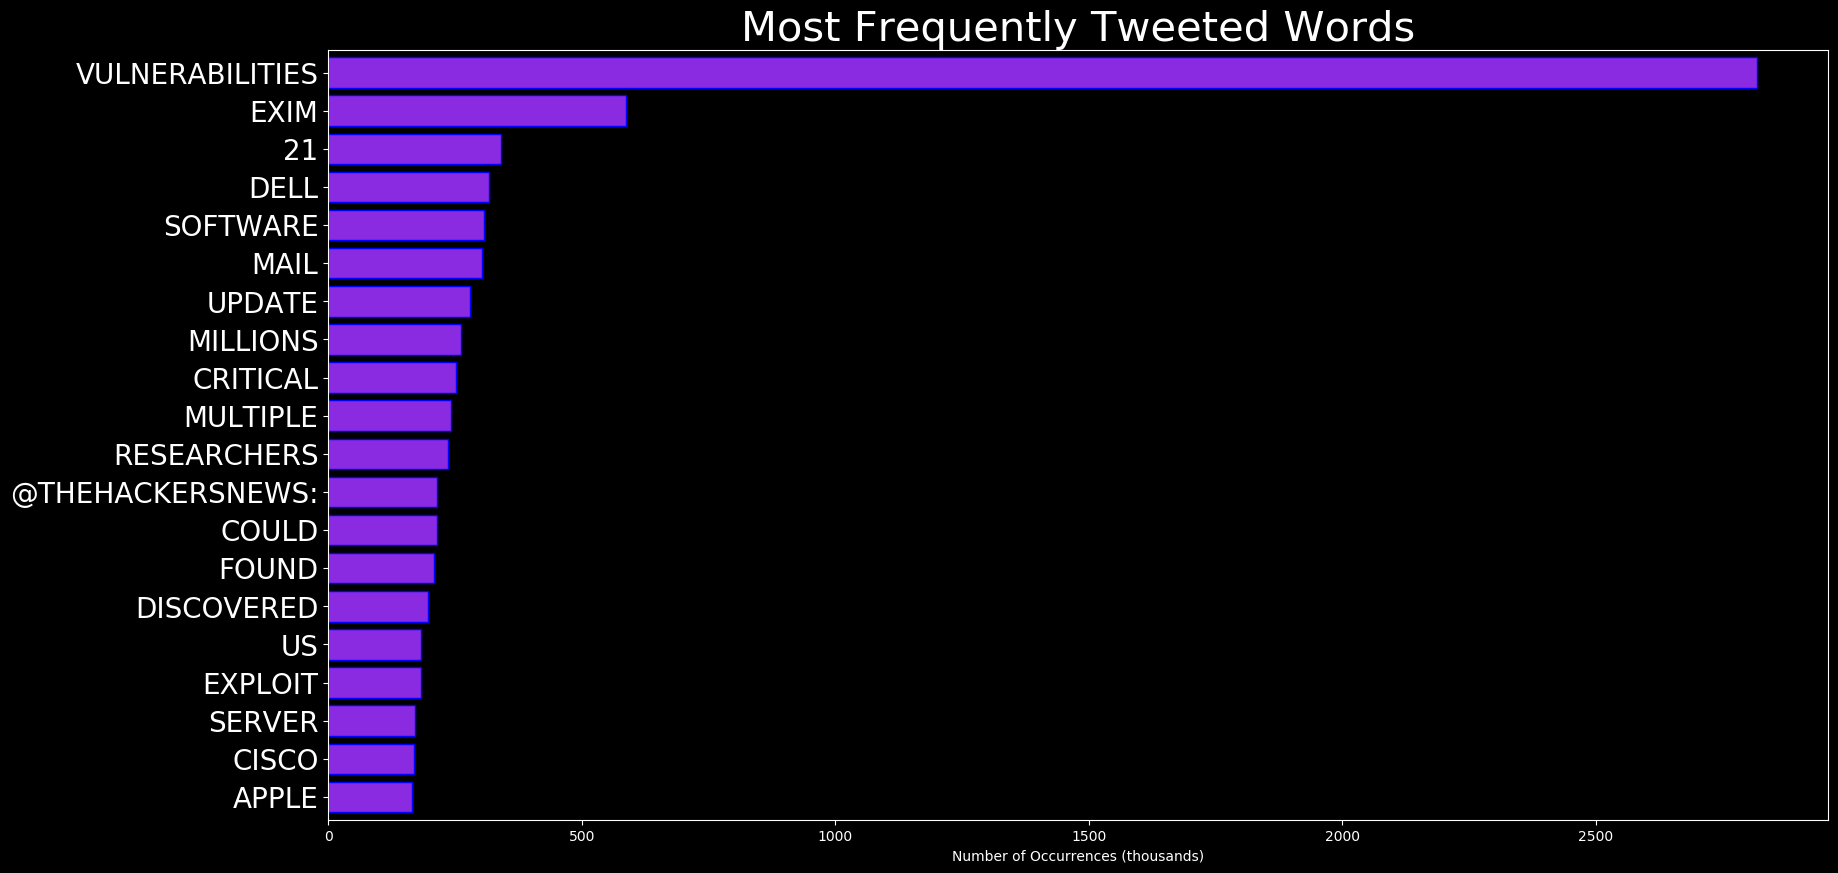 Most Frequently Tweeted Words
VULNERABILITIES
EXIM
21
DELL
SOFTWARE
MAIL
UPDATE
MILLIONS
CRITICAL
MULTIPLE
RESEARCHERS
@THEHACKERSNEWS:
COULD
FOUND
DISCOVERED
US
EXPLOIT
SERVER
CISCO
APPLE
0 500 1000 1500 2000 2500
Number of Occurrences (thousands)